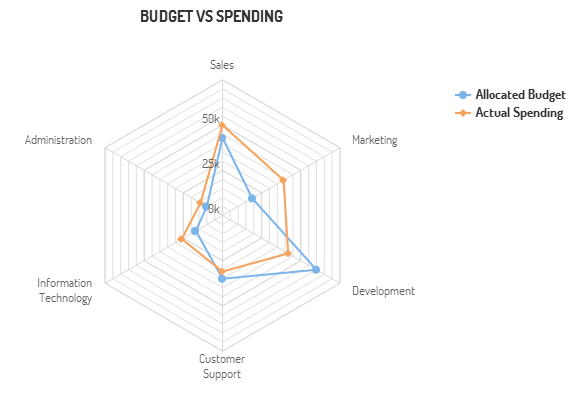 BUDGET VS SPENDING
Sales
Allocated Budget
Actual Spending
50k
Administration
Marketing
25k
0k
Information
Technology
Development
Customer
Support